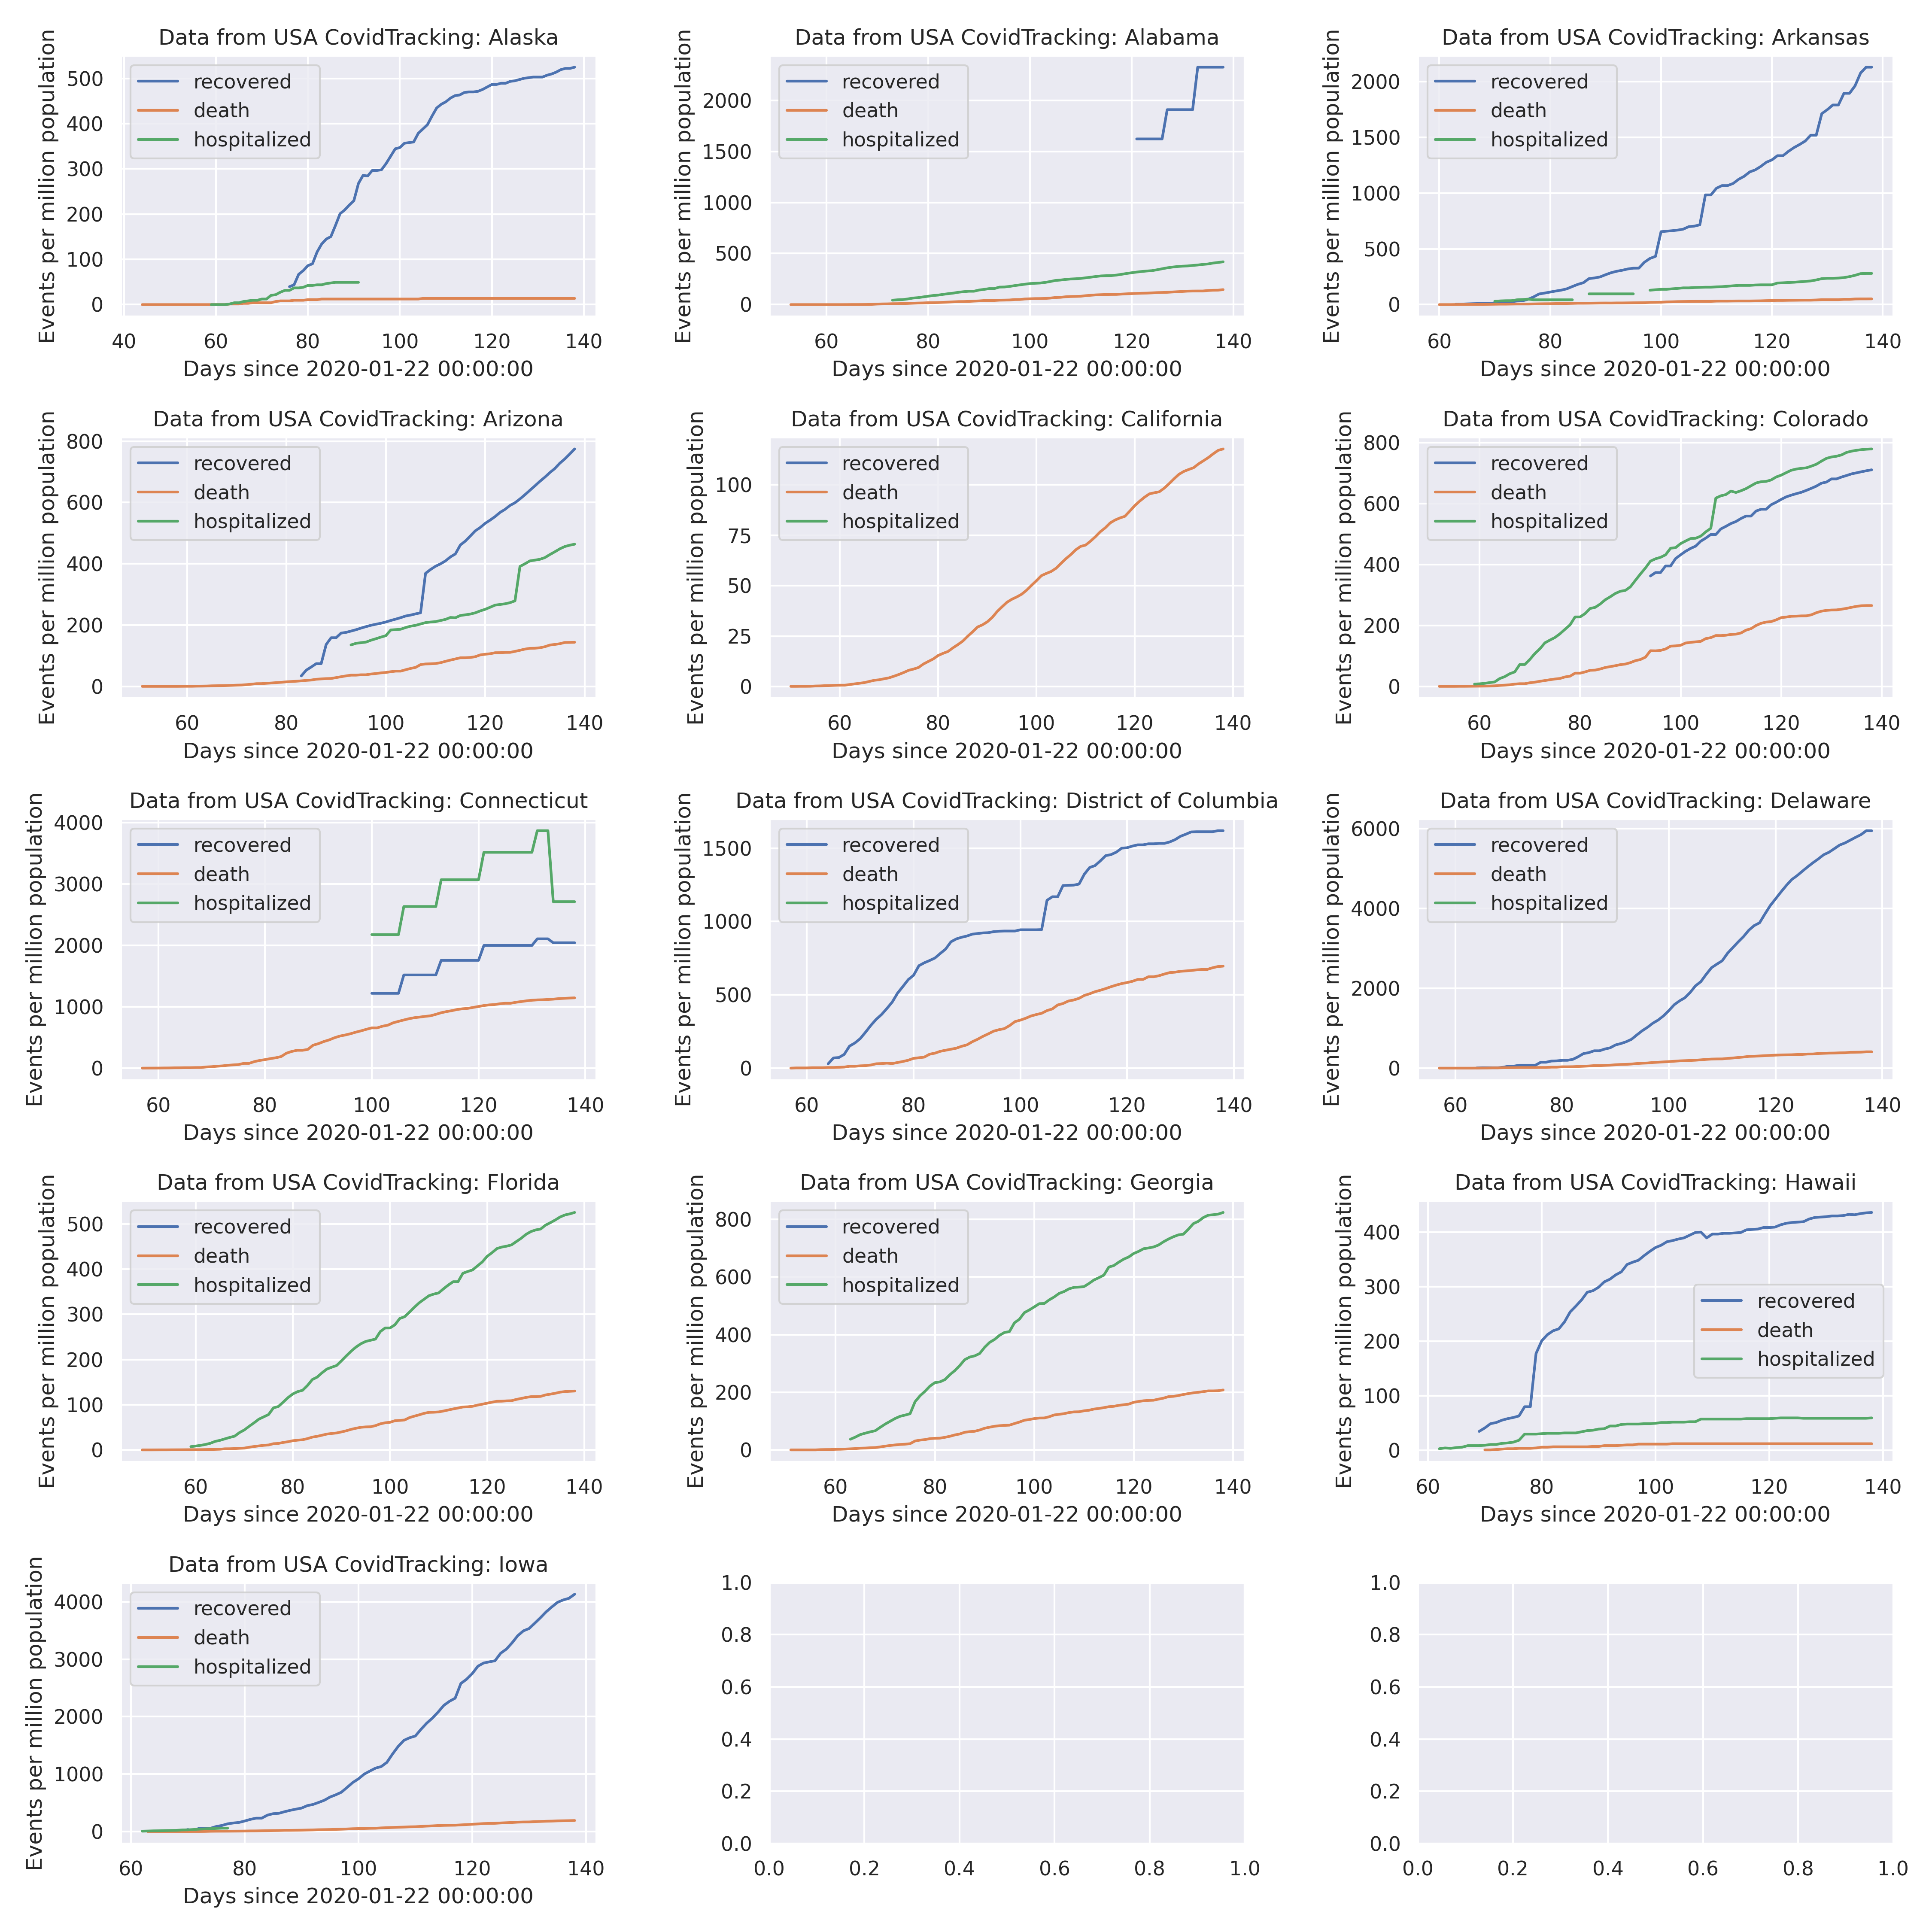 Data from USA CovidTracking: Alaska
Events per million population
500
400
300
200
100
0
recovered
death
hospitalized
40 60 80 100 120 140
Days since 2020-01-22 00:00:00
Data from USA CovidTracking: Alabama
Events per million population
2000
1500
1000
500
0
recovered
death
hospitalized
60 80 100 120 140
Days since 2020-01-22 00:00:00
Data from USA CovidTracking: Arkansas
Events per million population
2000
1500
1000
500
0
recovered
death
hospitalized
60 80 100 120 140
Days since 2020-01-22 00:00:00
Data from USA CovidTracking: Arizona
Events per million population
800
600
400
200
0
recovered
death
hospitalized
60 80 100 120 140
Days since 2020-01-22 00:00:00
Data from USA CovidTracking: California
Events per million population
100
75
50
25
0
recovered
death
hospitalized
60 80 100 120 140
Days since 2020-01-22 00:00:00
Data from USA CovidTracking: Colorado
Events per million population
800
600
400
200
0
recovered
death
hospitalized
60 80 100 120 140
Days since 2020-01-22 00:00:00
Data from USA CovidTracking: Connecticut
Events per million population
4000
3000
2000
1000
0
recovered
death
hospitalized
60 80 100 120 140
Days since 2020-01-22 00:00:00
Data from USA CovidTracking: District of Columbia
Events per million population
1500
1000
500
0
recovered
death
hospitalized
60 80 100 120 140
Days since 2020-01-22 00:00:00
Data from USA CovidTracking: Delaware
Events per million population
6000
4000
2000
0
recovered
death
hospitalized
60 80 100 120 140
Days since 2020-01-22 00:00:00
Data from USA CovidTracking: Florida
Events per million population
500
400
300
200
100
0
recovered
death
hospitalized
60 80 100 120 140
Days since 2020-01-22 00:00:00
Data from USA CovidTracking: Georgia
Events per million population
800
600
400
200
0
recovered
death
hospitalized
60 80 100 120 140
Days since 2020-01-22 00:00:00
Data from USA CovidTracking: Hawaii
Events per million population
400
300
200
100
0
recovered
death
hospitalized
60 80 100 120 140
Days since 2020-01-22 00:00:00
Data from USA CovidTracking: Iowa
Events per million population
4000
3000
2000
1000
0
recovered
death
hospitalized
60 80 100 120 140
Days since 2020-01-22 00:00:00
1.0
0.8
0.6
0.4
0.2
0.0
0.0 0.2 0.4 0.6 0.8 1.0
1.0
0.8
0.6
0.4
0.2
0.0
0.0 0.2 0.4 0.6 0.8 1.0